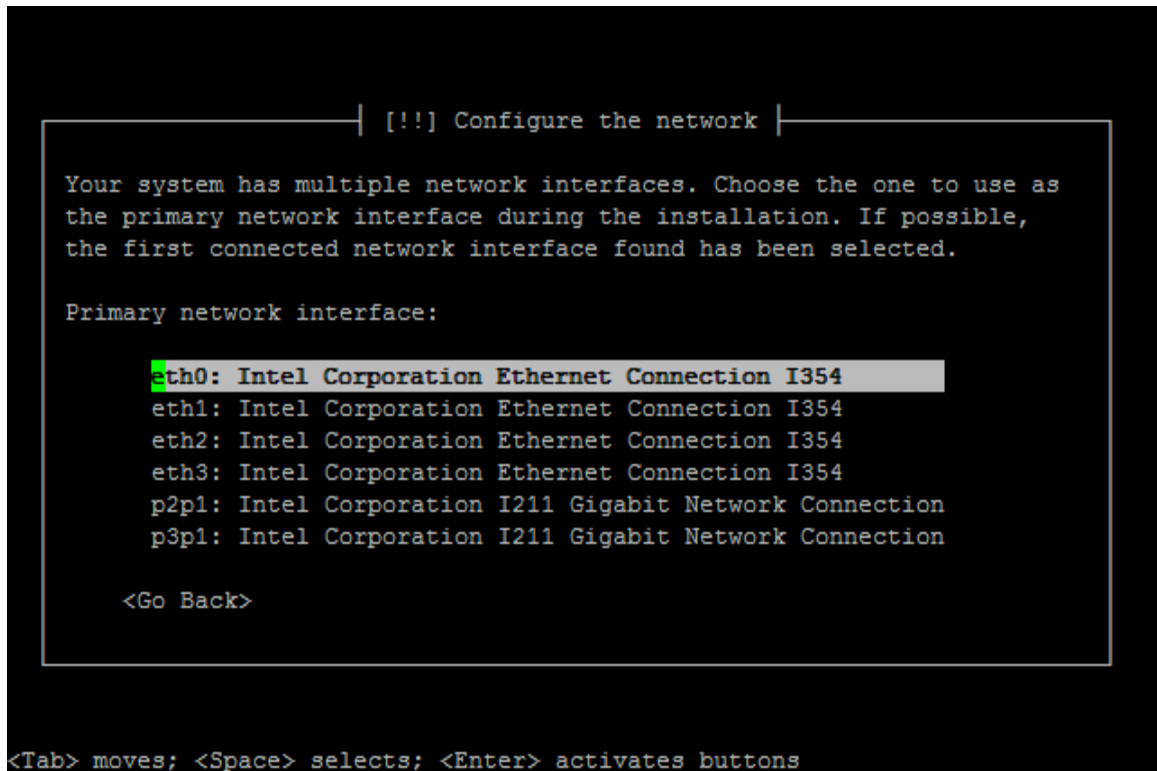 [!!] Configure the network
Your system has multiple network interfaces. Choose the one to use as
the primary network interface during the installation. If possible,
the first connected network interface found has been selected.
Primary network interface:
eth0: Intel Corporation Ethernet Connection I354
eth1: Intel Corporation Ethernet Connection I354
eth2: Intel Corporation Ethernet Connection I354
eth3: Intel Corporation Ethernet Connection I354
p2p1: Intel Corporation I211 Gigabit Network Connection
p3p1: Intel Corporation I211 Gigabit Network Connection
<Go Back>
<Tab> moves; <Space> selects; <Enter> activates buttons